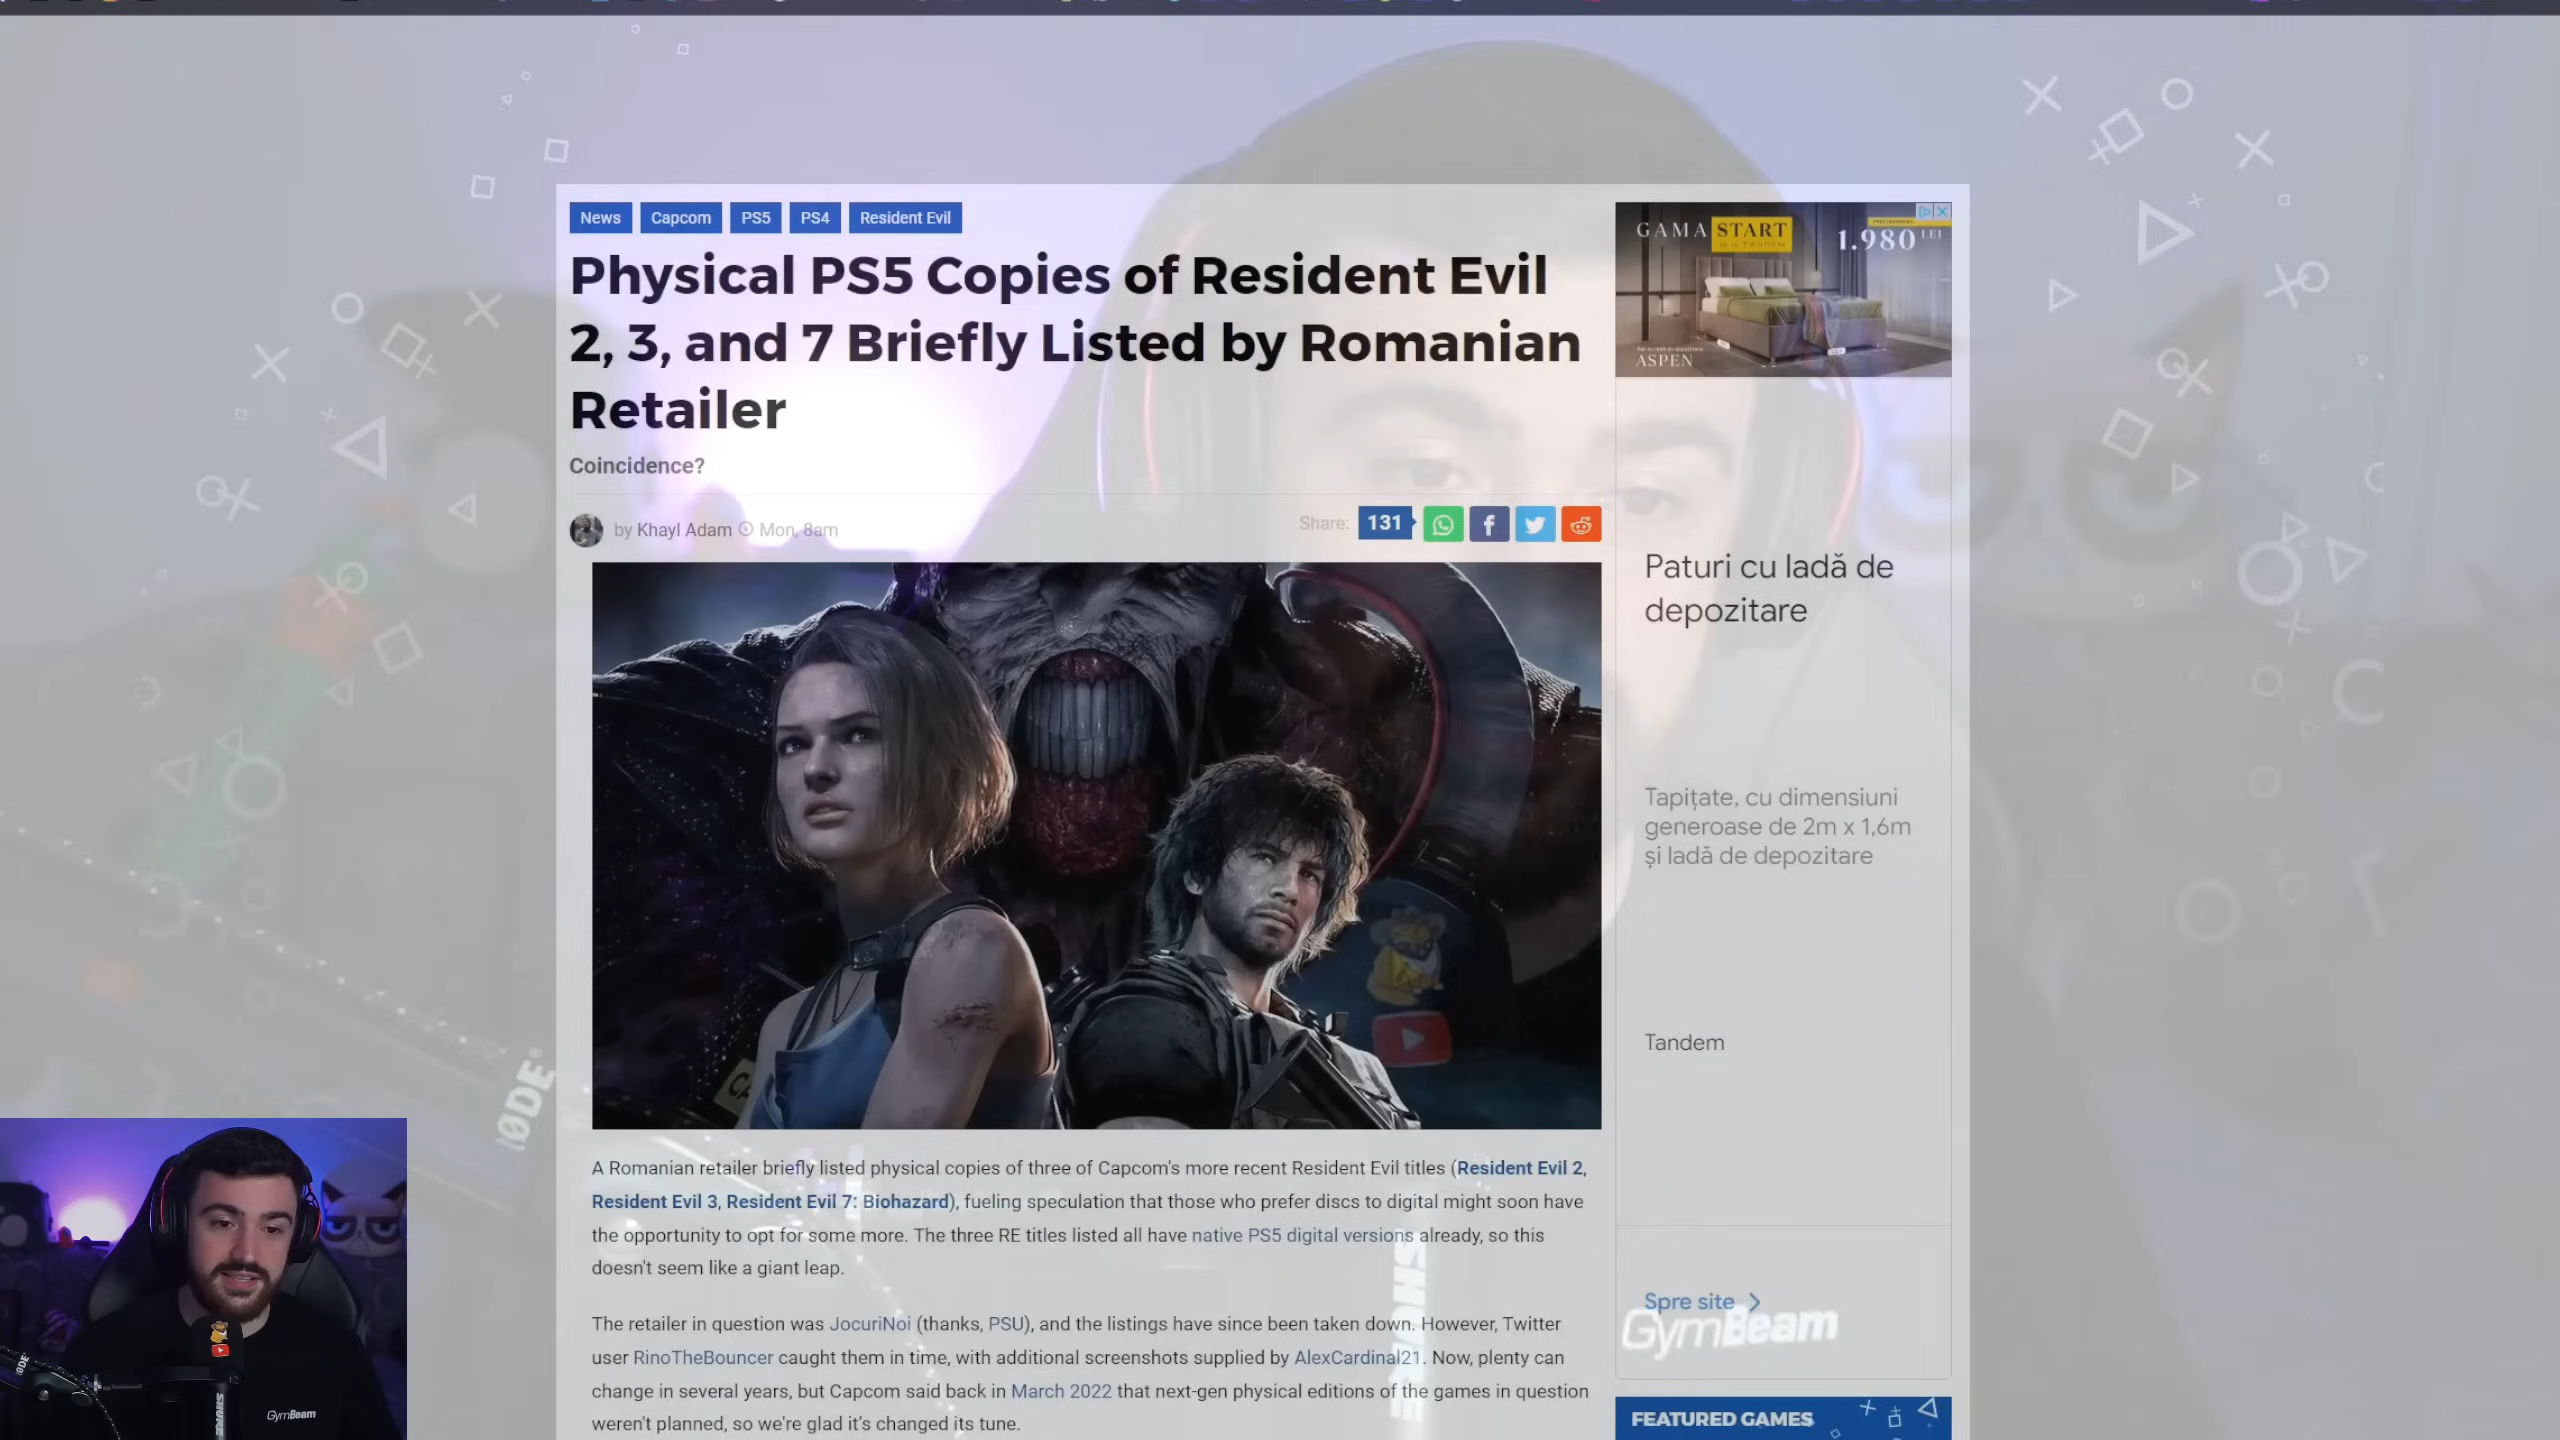 News Capcom PS5 PS4 Resident Evil
Physical PS5 Copies of Resident Evil
2, 3, and 7 Briefly Listed by Romanian
Retailer
Coincidence?
by Khayl Adam Mon, 8am
Share: 131
A Romanian retailer briefly listed physical copies of three of Capcom's more recent Resident Evil titles (Resident Evil 2,
Resident Evil 3, Resident Evil 7: Biohazard), fueling speculation that those who prefer discs to digital might soon have
the opportunity to opt for some more. The three RE titles listed all have native PS5 digital versions already, so this
doesn't seem like a giant leap.
The retailer in question was JocuriNoi (thanks, PSU), and the listings have since been taken down. However, Twitter
user RinoTheBouncer caught them in time, with additional screenshots supplied by AlexCardinal21. Now, plenty can
change in several years, but Capcom said back in March 2022 that next-gen physical editions of the games in question
weren't planned, so we're glad it's changed its tune.
GAMA START
1.980 LEI
ASPEN
Paturi cu ladă de
depozitare
Tapițate, cu dimensiuni
generoase de 2m x 1,6m
și ladă de depozitare
Tandem
Spre site
GymBeam
FEATURED GAMES
RØDE
SHURE
RØDE
SHURE
GymBeam